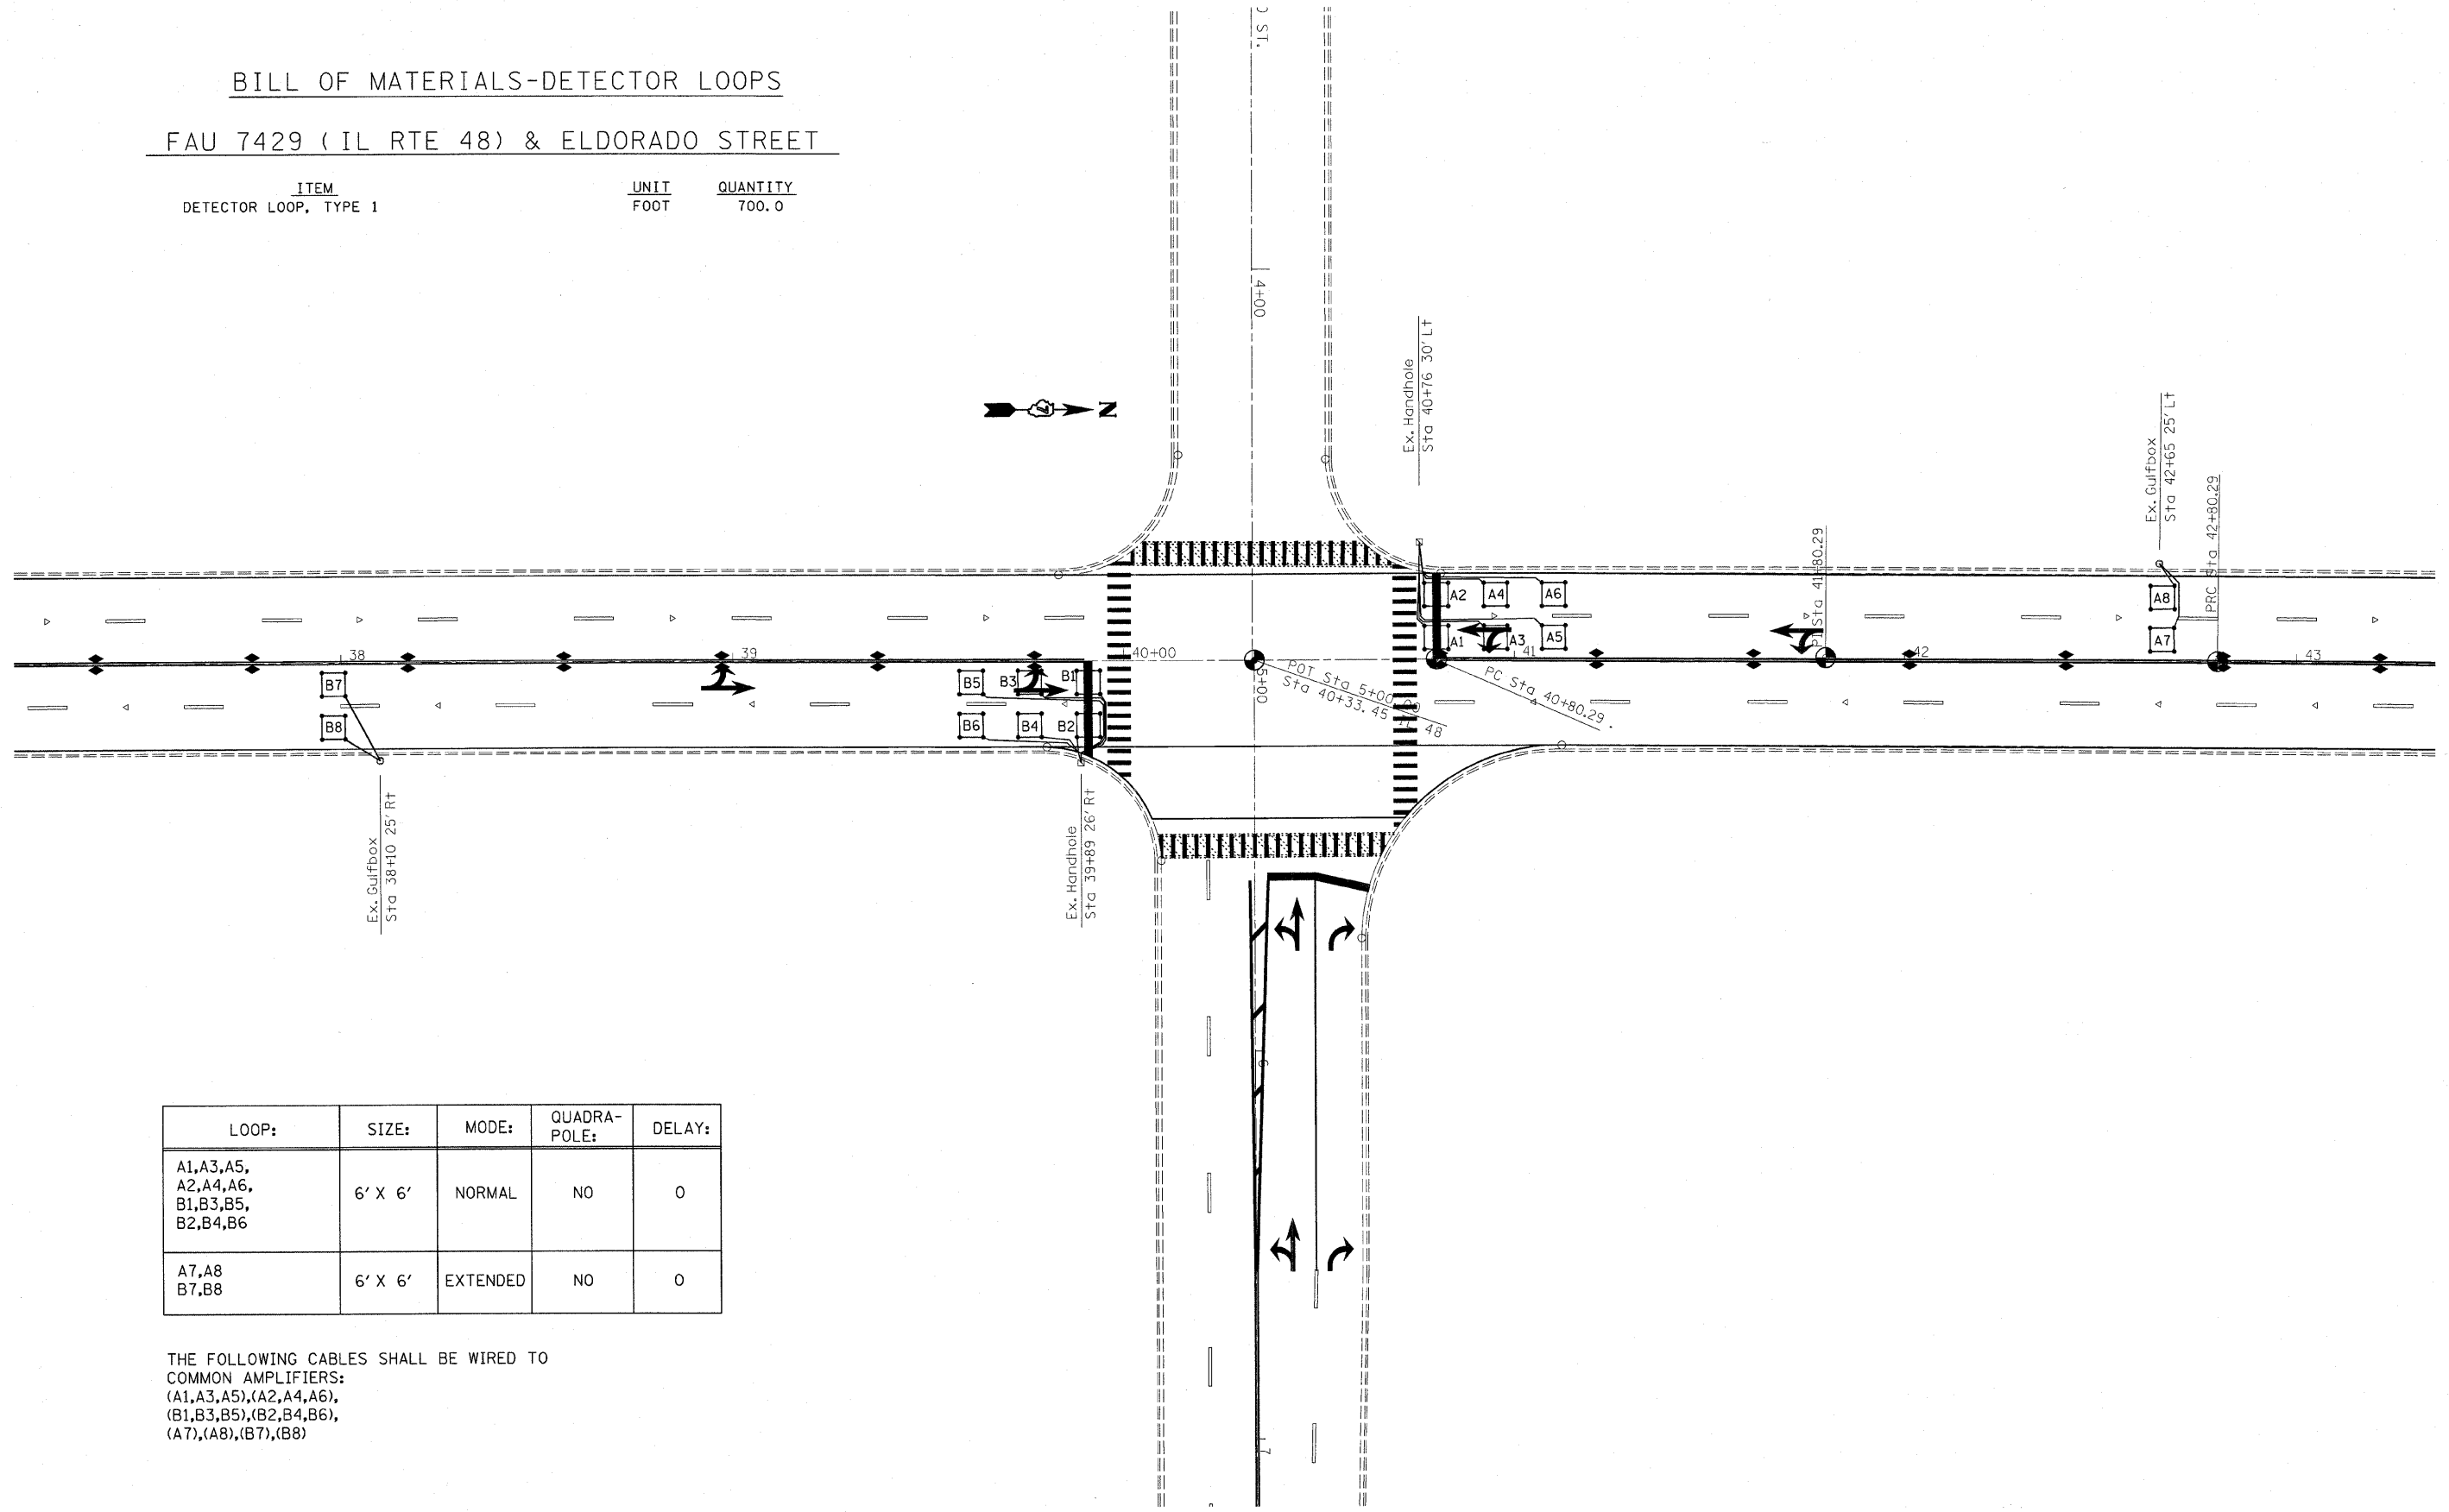 BILL OF MATERIALS-DETECTOR LOOPS
FAU 7429 (IL RTE 48) & ELDORADO STREET
ITEM UNIT QUANTITY
DETECTOR LOOP, TYPE 1 FOOT 700.0
ST,
4+00
N
Ex. Handhole
Sta 40+76 30' Lt
Ex. Gulfbox
Sta 42+65 25' Lt
PRC Sta 42+80.29
Sta 41+80.29
A2 A4 A6
A1 A3 A5
A8
A7
38 39 40+00 41 42 43
B7
B8
B5 B3 B1
B6 B4 B2
5+00
POT Sta 5+00.00
Sta 40+33.45 IL 48
PC Sta 40+80.29
Ex. Gulfbox
Sta 38+10 25' Rt
Ex. Handhole
Sta 39+89 26' Rt
6
7
LOOP: SIZE: MODE: QUADRA-POLE: DELAY:
A1,A3,A5,
A2,A4,A6,
B1,B3,B5,
B2,B4,B6
6' X 6' NORMAL NO 0
A7,A8
B7,B8
6' X 6' EXTENDED NO 0
THE FOLLOWING CABLES SHALL BE WIRED TO
COMMON AMPLIFIERS:
(A1,A3,A5),(A2,A4,A6),
(B1,B3,B5),(B2,B4,B6),
(A7),(A8),(B7),(B8)